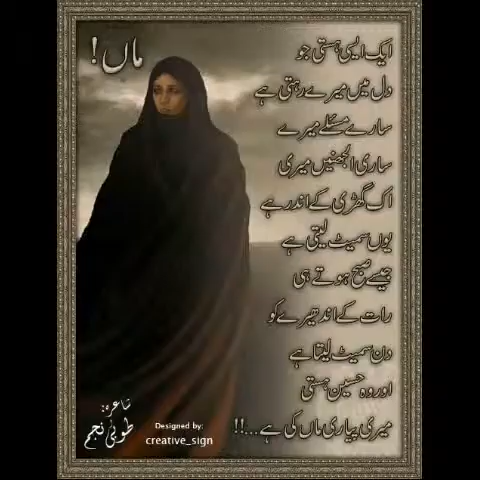 ماں!
ایک ایسی ہستی جو
دل میں میرے رہتی ہے
سارے مسئلے میرے
ساری الجھنیں میری
اک گھڑی کے اندر ہے
یوں سمیٹ لیتی ہے
جیسے صبح ہوتے ہی
رات کے اندھیرے کو
دن سمیٹ لیتا ہے
اور وہ حسین ہستی
میری پیاری ماں کی ہے...!!
شاعرہ:
طوبیٰ نجم
Designed by:
creative_sign